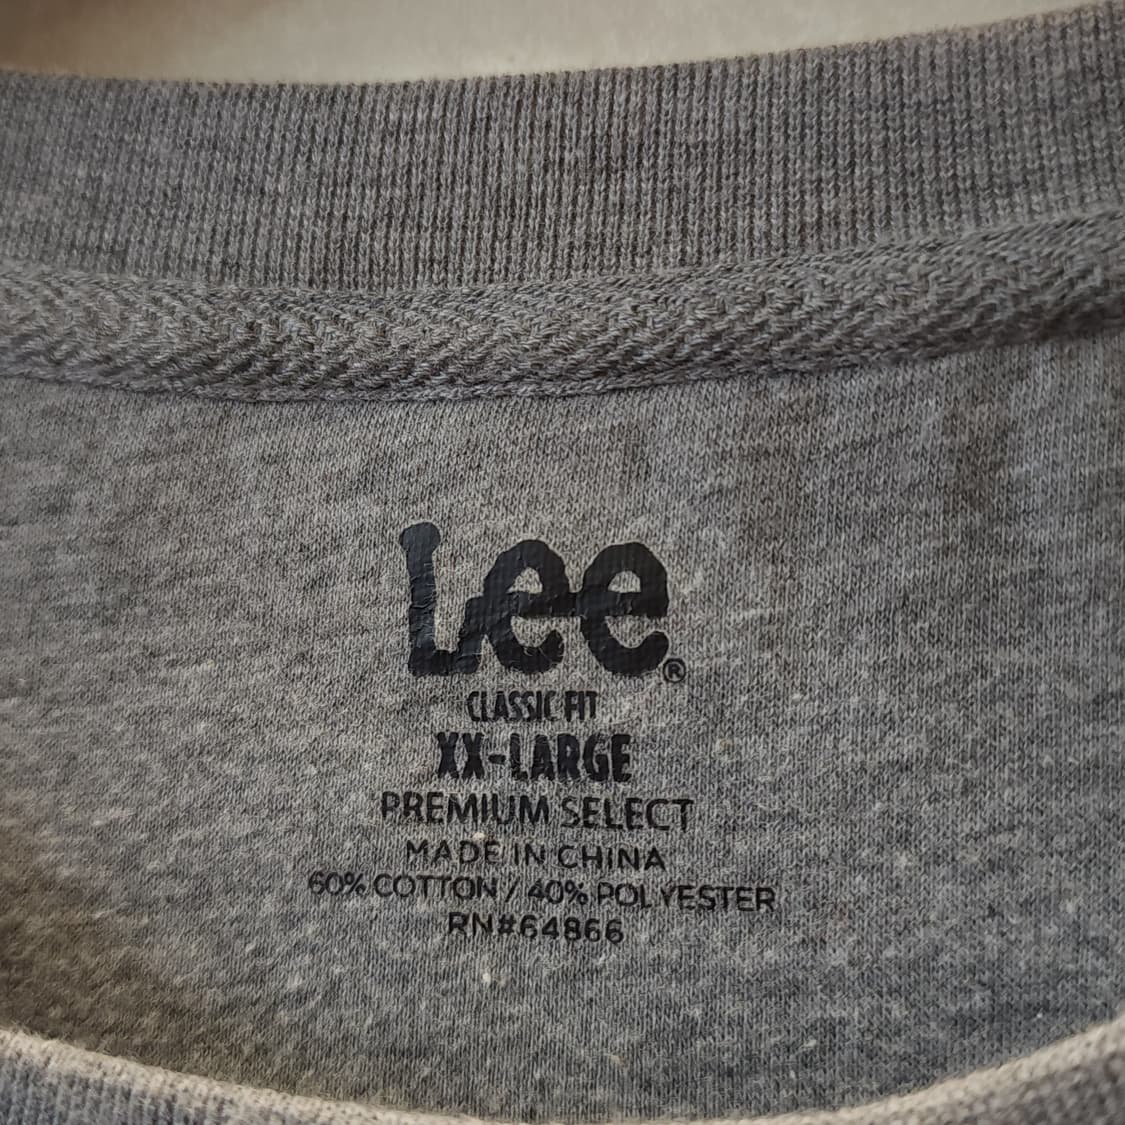 Lee®
CLASSIC FIT
XX-LARGE
PREMIUM SELECT
MADE IN CHINA
60% COTTON / 40% POLYESTER
RN#64866